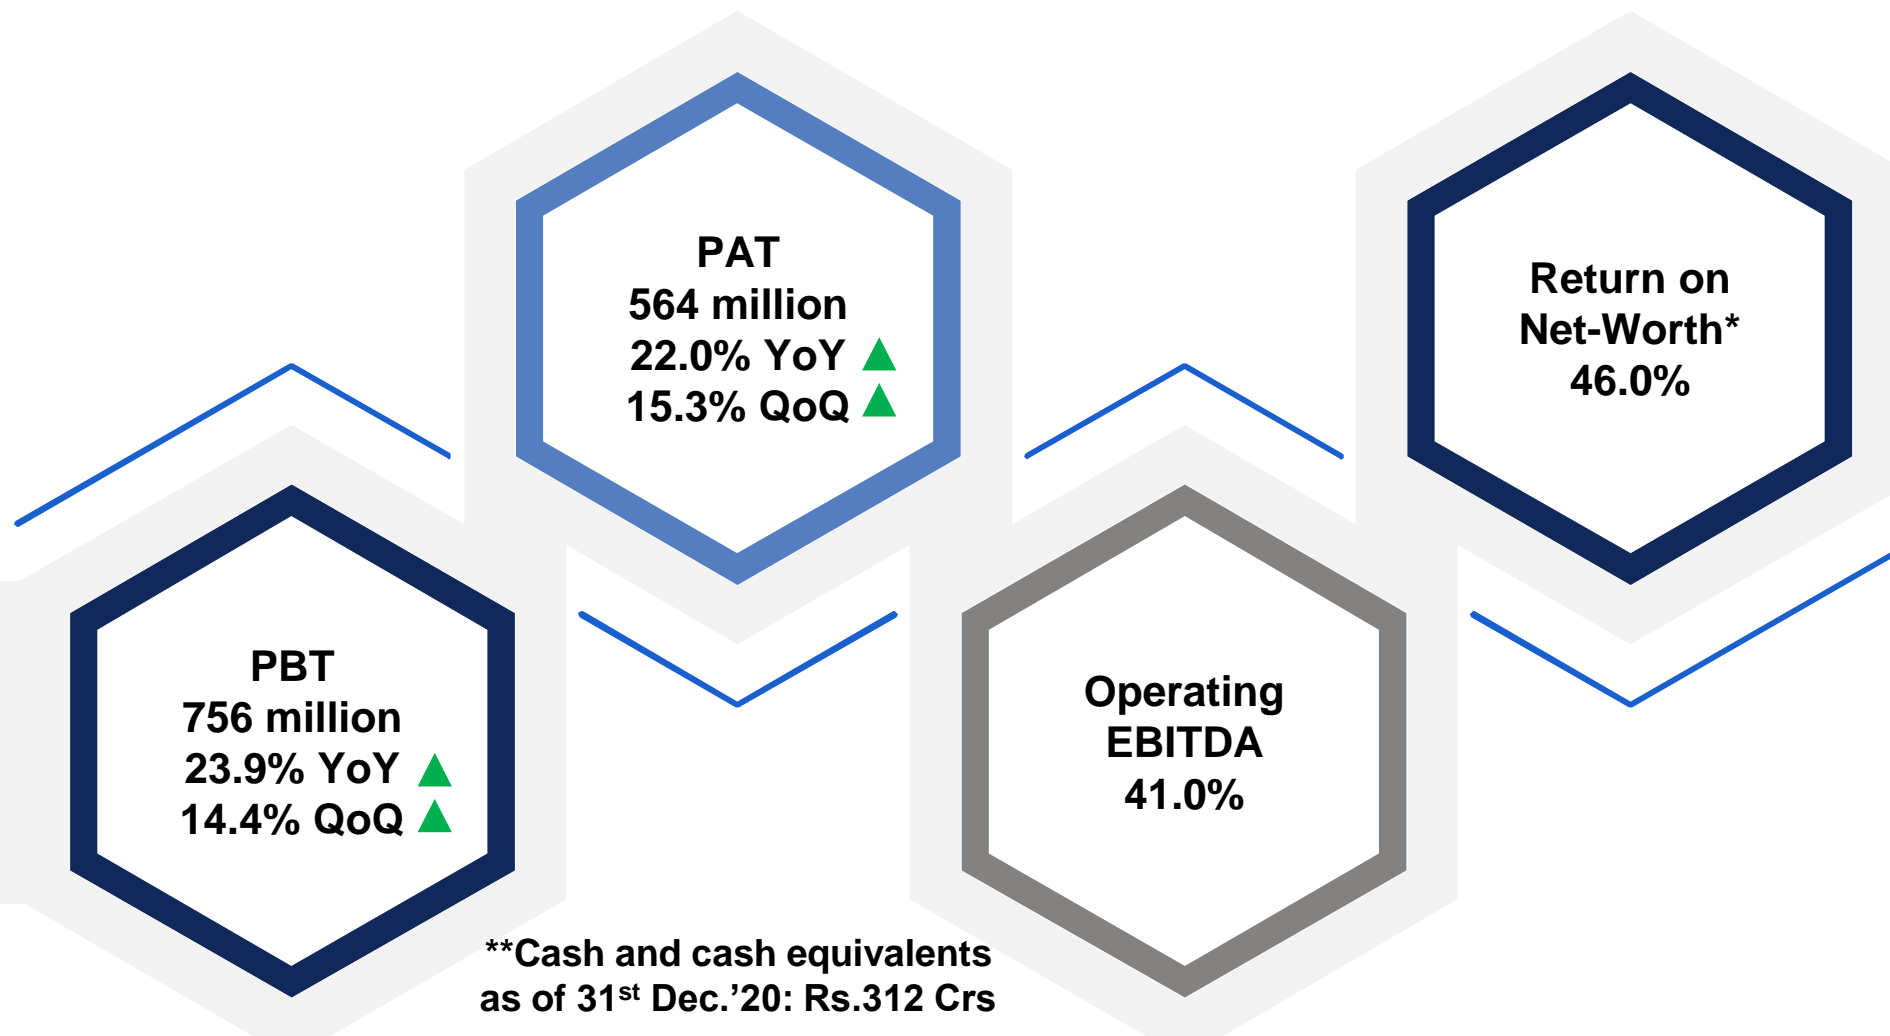 PAT
564 million
22.0% YoY
15.3% QoQ
Return on
Net-Worth*
46.0%
PBT
756 million
23.9% YoY
14.4% QoQ
Operating
EBITDA
41.0%
**Cash and cash equivalents
as of 31st Dec.’20: Rs.312 Crs